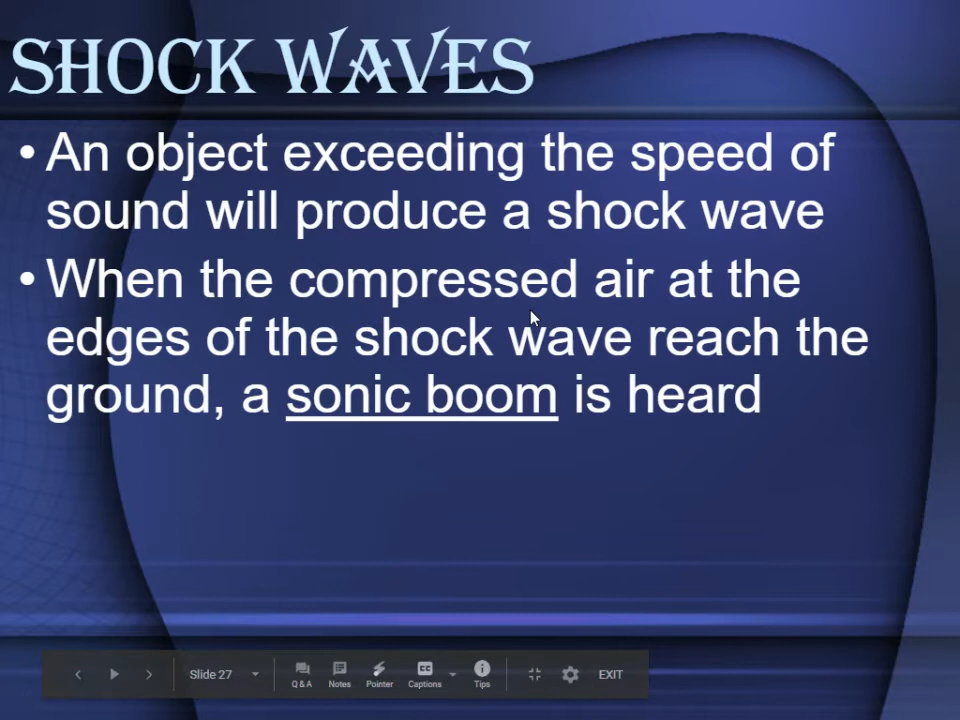 SHOCK WAVES
• An object exceeding the speed of
sound will produce a shock wave
• When the compressed air at the
edges of the shock wave reach the
ground, a sonic boom is heard
Slide 27
Q & A Notes Pointer Captions Tips EXIT